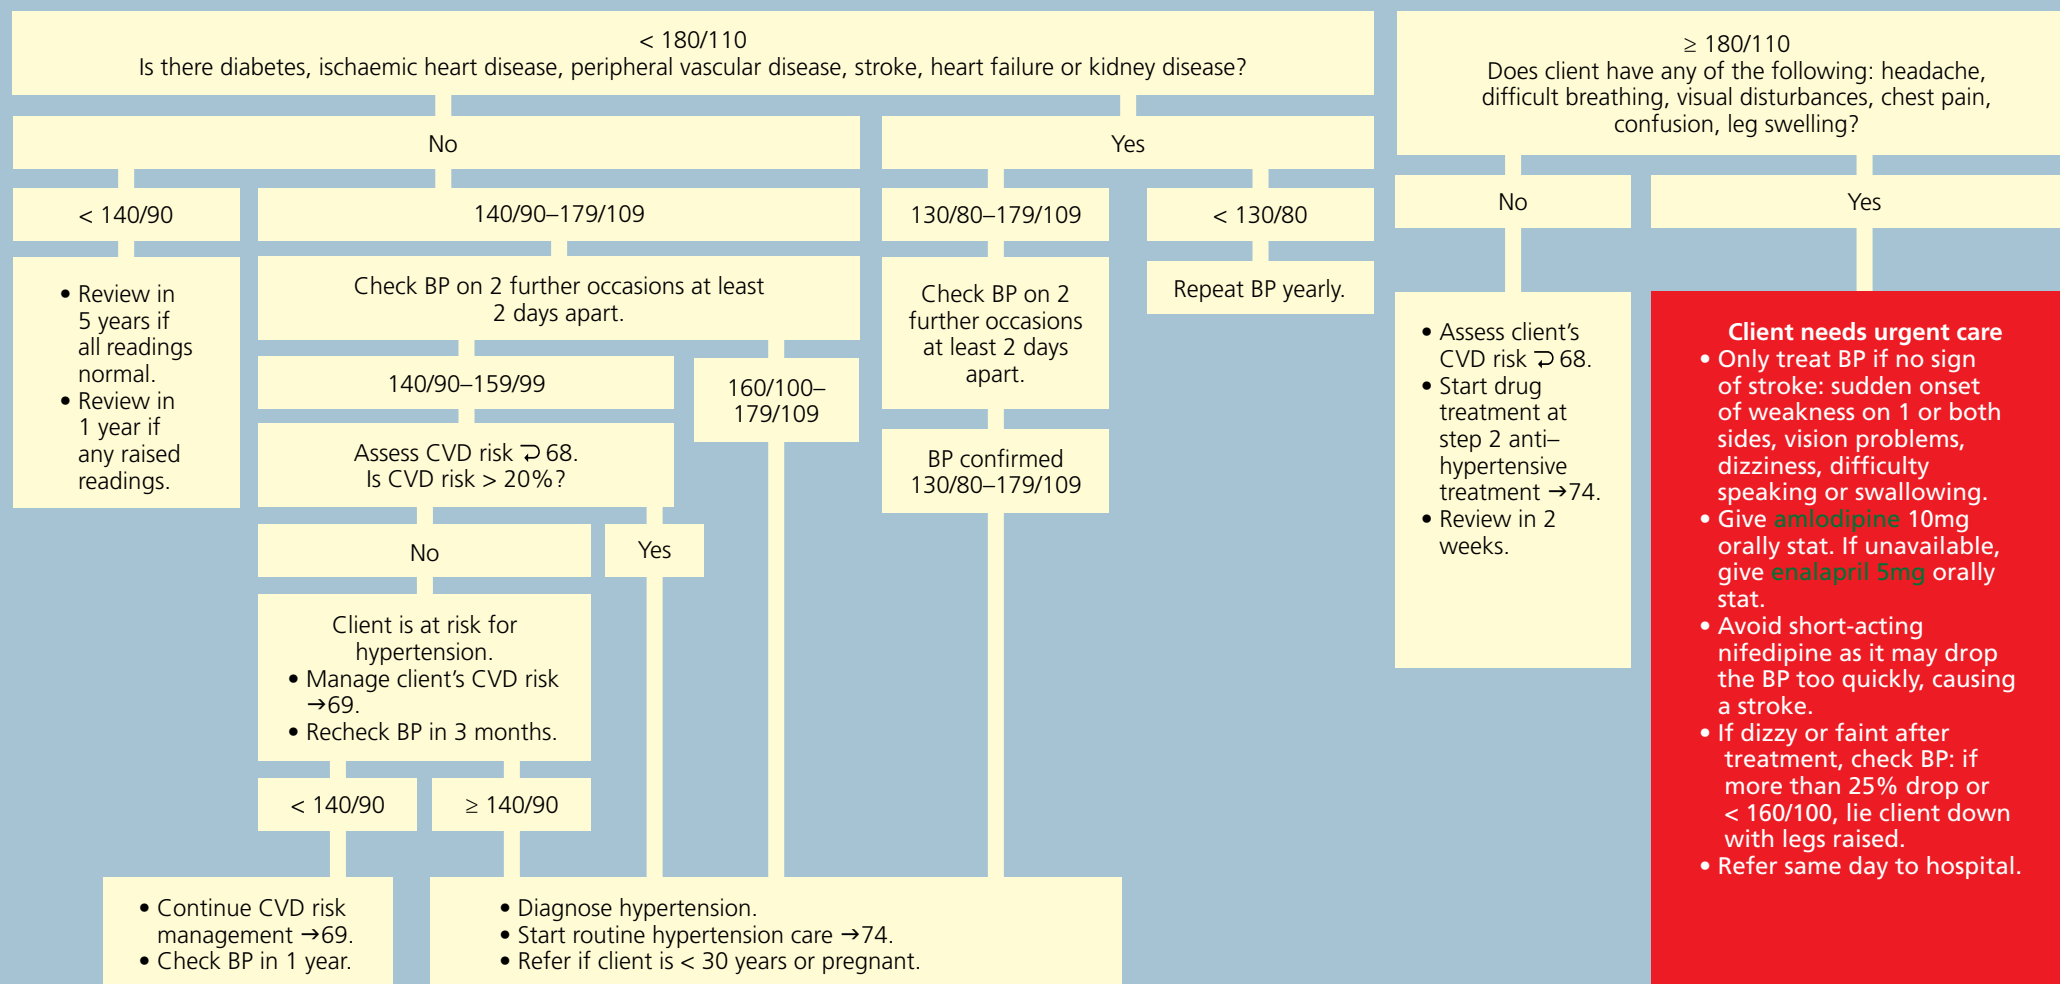 < 180/110
Is there diabetes, ischaemic heart disease, peripheral vascular disease, stroke, heart failure or kidney disease?
No
< 140/90
• Review in
5 years if
all readings
normal.
• Review in
1 year if
any raised
readings.
140/90–179/109
Check BP on 2 further occasions at least
2 days apart.
140/90–159/99
Assess CVD risk ⊋ 68.
Is CVD risk > 20%?
No
Client is at risk for
hypertension.
• Manage client’s CVD risk
→69.
• Recheck BP in 3 months.
< 140/90
• Continue CVD risk
management →69.
• Check BP in 1 year.
≥ 140/90
Yes
160/100–
179/109
Yes
130/80–179/109
Check BP on 2
further occasions
at least 2 days
apart.
BP confirmed
130/80–179/109
• Diagnose hypertension.
• Start routine hypertension care →74.
• Refer if client is < 30 years or pregnant.
< 130/80
Repeat BP yearly.
≥ 180/110
Does client have any of the following: headache,
difficult breathing, visual disturbances, chest pain,
confusion, leg swelling?
No
• Assess client’s
CVD risk ⊋ 68.
• Start drug
treatment at
step 2 anti–
hypertensive
treatment →74.
• Review in 2
weeks.
Yes
Client needs urgent care
• Only treat BP if no sign
of stroke: sudden onset
of weakness on 1 or both
sides, vision problems,
dizziness, difficulty
speaking or swallowing.
• Give amlodipine 10mg
orally stat. If unavailable,
give enalapril 5mg orally
stat.
• Avoid short-acting
nifedipine as it may drop
the BP too quickly, causing
a stroke.
• If dizzy or faint after
treatment, check BP: if
more than 25% drop or
< 160/100, lie client down
with legs raised.
• Refer same day to hospital.